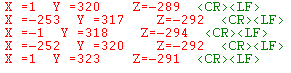 X =1  Y =320     Z=-289  <CR><LF>
X =-253  Y =317     Z=-292  <CR><LF>
X =-1  Y =318     Z=-294  <CR><LF>
X =-252  Y =320     Z=-292  <CR><LF>
X =1  Y =323     Z=-291  <CR><LF>